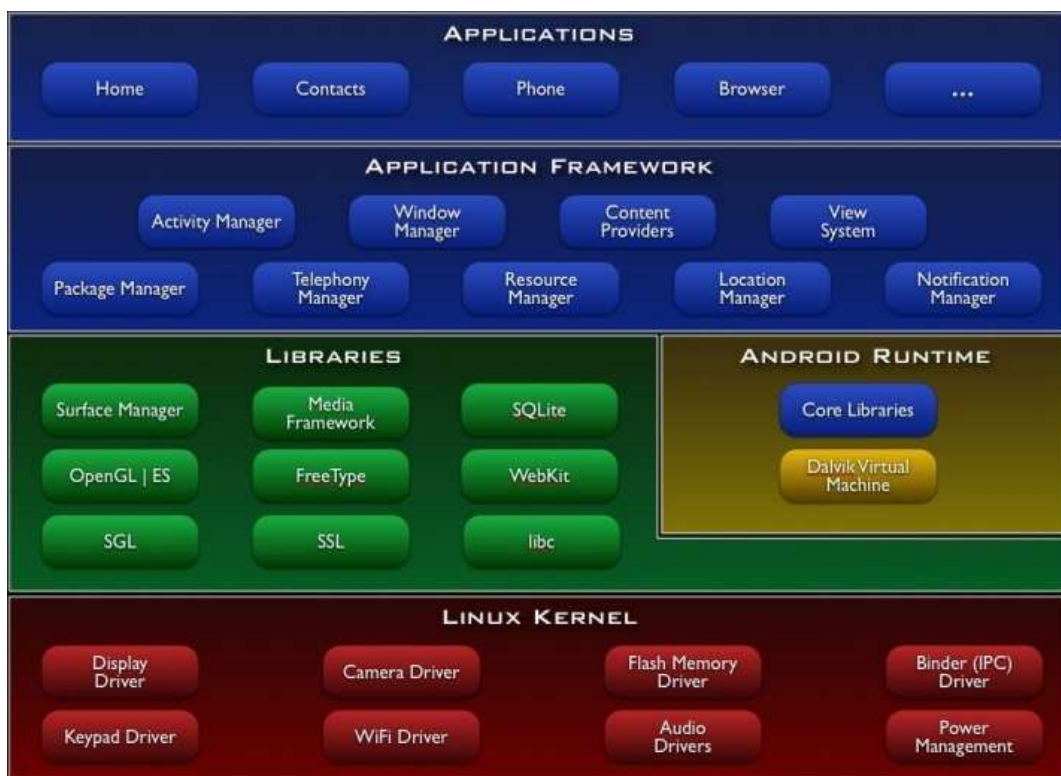 APPLICATIONS
Home
Contacts
Phone
Browser
...
APPLICATION FRAMEWORK
Activity Manager
Window
Manager
Content
Providers
View
System
Package Manager
Telephony
Manager
Resource
Manager
Location
Manager
Notification
Manager
LIBRARIES
Surface Manager
Media
Framework
SQLite
OpenGL | ES
FreeType
WebKit
SGL
SSL
libc
ANDROID RUNTIME
Core Libraries
Dalvik Virtual
Machine
LINUX KERNEL
Display
Driver
Camera Driver
Flash Memory
Driver
Binder (IPC)
Driver
Keypad Driver
WiFi Driver
Audio
Drivers
Power
Management